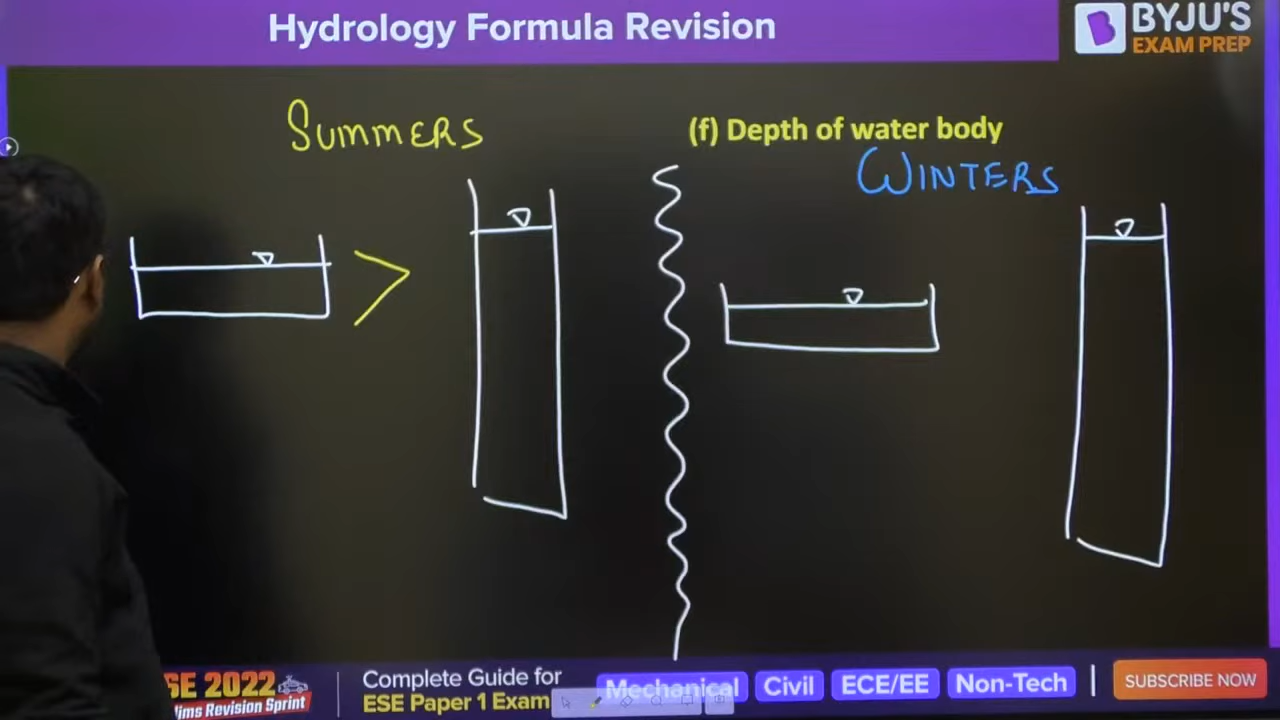 Hydrology Formula Revision
BYJU'S
EXAM PREP
SUMMERS
(f) Depth of water body
WINTERS
>
SE 2022
lims Revision Sprint
Complete Guide for
ESE Paper 1 Exam
Mechanical
Civil
ECE/EE
Non-Tech
SUBSCRIBE NOW